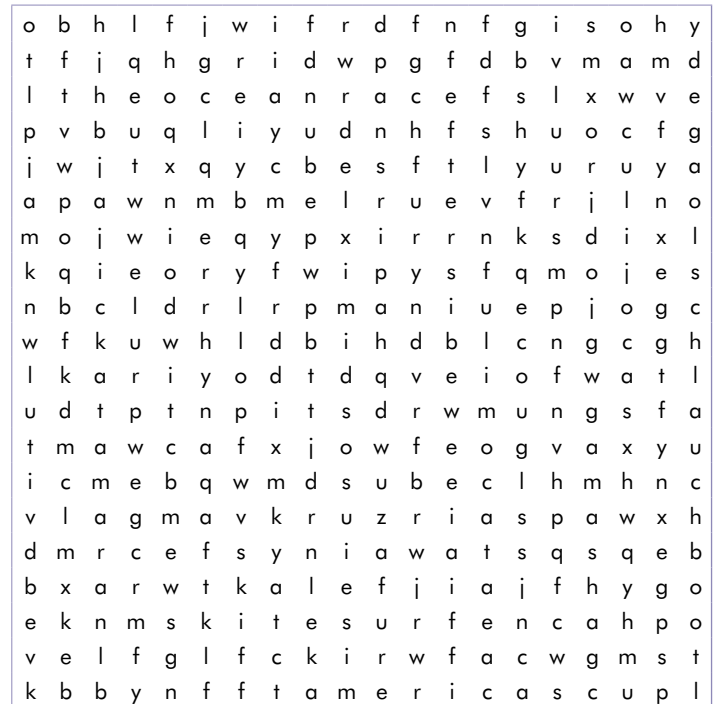 o b h l f j w i f r d f n f g i s o h y
t f j q h g r i d w p g f d b v m a m d
l t h e o c e a n r a c e f s l x w v e
p v b u q l i y u d n h f s h u o c f g
j w j t x q y c b e s f t l y u r u y a
a p a w n m b m e l r u e v f r j l n o
m o j w i e q y p x i r r n k s d i x l
k q i e o r y f w i p y s f q m o j e s
n b c l d r l r p m a n i u e p j o g c
w f k u w h l d b i h d b l c n g c g h
l k a r i y o d t d q v e i o f w a t l
u d t p t n p i t s d r w m u n g s f a
t m a w c a f x j o w f e o g v a x y u
i c m e b q w m d s u b e c l h m h n c
v l a g m a v k r u z r i a s p a w x h
d m r c e f s y n i a w a t s q s q e b
b x a r w t k a l e f j i a j f h y g o
e k n m s k i t e s u r f e n c a h p o
v e l f g l f c k i r w f a c w g m s t
k b b y n f f t a m e r i c a s c u p l